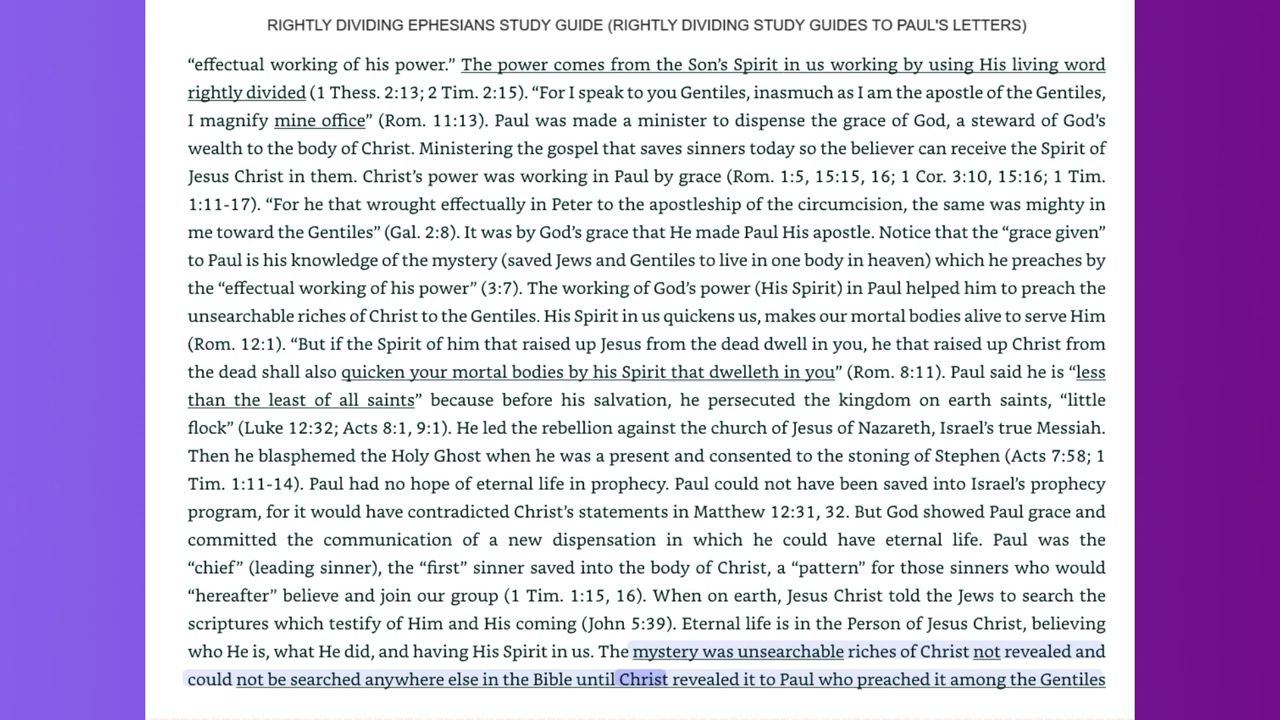 RIGHTLY DIVIDING EPHESIANS STUDY GUIDE (RIGHTLY DIVIDING STUDY GUIDES TO PAUL'S LETTERS)
“effectual working of his power.” The power comes from the Son’s Spirit in us working by using His living word
rightly divided (1 Thess. 2:13; 2 Tim. 2:15). “For I speak to you Gentiles, inasmuch as I am the apostle of the Gentiles,
I magnify mine office” (Rom. 11:13). Paul was made a minister to dispense the grace of God, a steward of God’s
wealth to the body of Christ. Ministering the gospel that saves sinners today so the believer can receive the Spirit of
Jesus Christ in them. Christ’s power was working in Paul by grace (Rom. 1:5, 15:15, 16; 1 Cor. 3:10, 15:16; 1 Tim.
1:11-17). “For he that wrought effectually in Peter to the apostleship of the circumcision, the same was mighty in
me toward the Gentiles” (Gal. 2:8). It was by God’s grace that He made Paul His apostle. Notice that the “grace given”
to Paul is his knowledge of the mystery (saved Jews and Gentiles to live in one body in heaven) which he preaches by
the “effectual working of his power” (3:7). The working of God’s power (His Spirit) in Paul helped him to preach the
unsearchable riches of Christ to the Gentiles. His Spirit in us quickens us, makes our mortal bodies alive to serve Him
(Rom. 12:1). “But if the Spirit of him that raised up Jesus from the dead dwell in you, he that raised up Christ from
the dead shall also quicken your mortal bodies by his Spirit that dwelleth in you” (Rom. 8:11). Paul said he is “less
than the least of all saints” because before his salvation, he persecuted the kingdom on earth saints, “little
flock” (Luke 12:32; Acts 8:1, 9:1). He led the rebellion against the church of Jesus of Nazareth, Israel’s true Messiah.
Then he blasphemed the Holy Ghost when he was a present and consented to the stoning of Stephen (Acts 7:58; 1
Tim. 1:11-14). Paul had no hope of eternal life in prophecy. Paul could not have been saved into Israel’s prophecy
program, for it would have contradicted Christ’s statements in Matthew 12:31, 32. But God showed Paul grace and
committed the communication of a new dispensation in which he could have eternal life. Paul was the
“chief” (leading sinner), the “first” sinner saved into the body of Christ, a “pattern” for those sinners who would
“hereafter” believe and join our group (1 Tim. 1:15, 16). When on earth, Jesus Christ told the Jews to search the
scriptures which testify of Him and His coming (John 5:39). Eternal life is in the Person of Jesus Christ, believing
who He is, what He did, and having His Spirit in us. The mystery was unsearchable riches of Christ not revealed and
could not be searched anywhere else in the Bible until Christ revealed it to Paul who preached it among the Gentiles